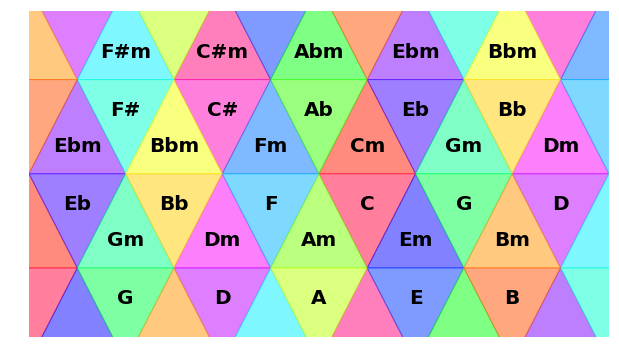 F#m C#m Abm Ebm Bbm
F# C# Ab Eb Bb
Ebm Bbm Fm Cm Gm Dm
Eb Bb F C G D
Gm Dm Am Em Bm
G D A E B